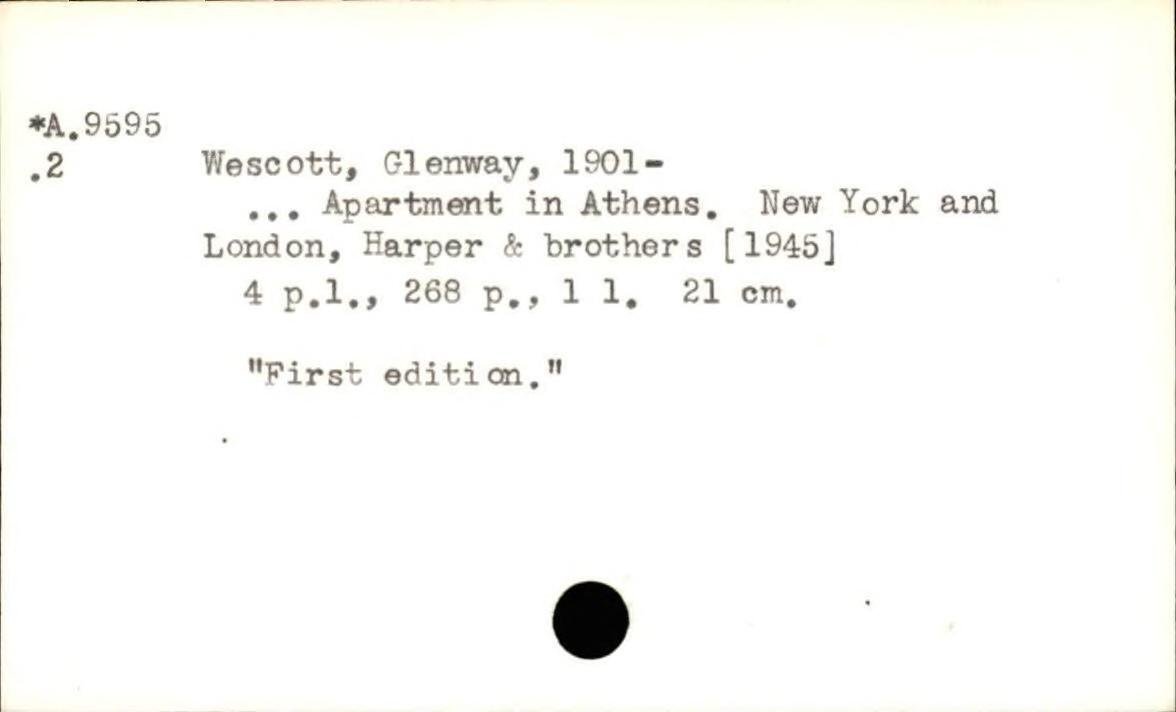 *A.9595
.2 Wescott, Glenway, 1901-
... Apartment in Athens. New York and
London, Harper & brothers [1945]
4 p.l., 268 p., 1 l. 21 cm.
"First edition."